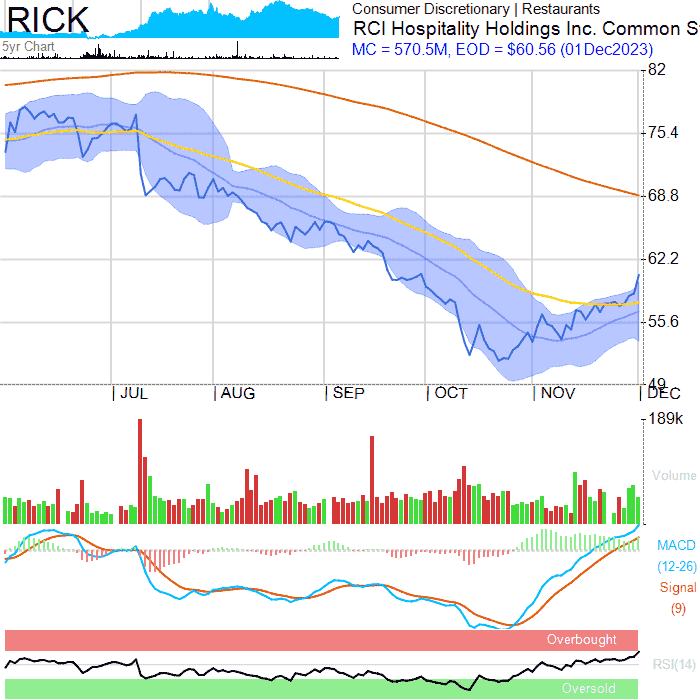 RICK
Consumer Discretionary | Restaurants
RCI Hospitality Holdings Inc. Common S
MC = 570.5M, EOD = $60.56 (01Dec2023)
5yr Chart
82
75.4
68.8
62.2
55.6
49
JUL AUG SEP OCT NOV DEC
189k
Volume
MACD
(12-26)
Signal
(9)
Overbought
RSI(14)
Oversold